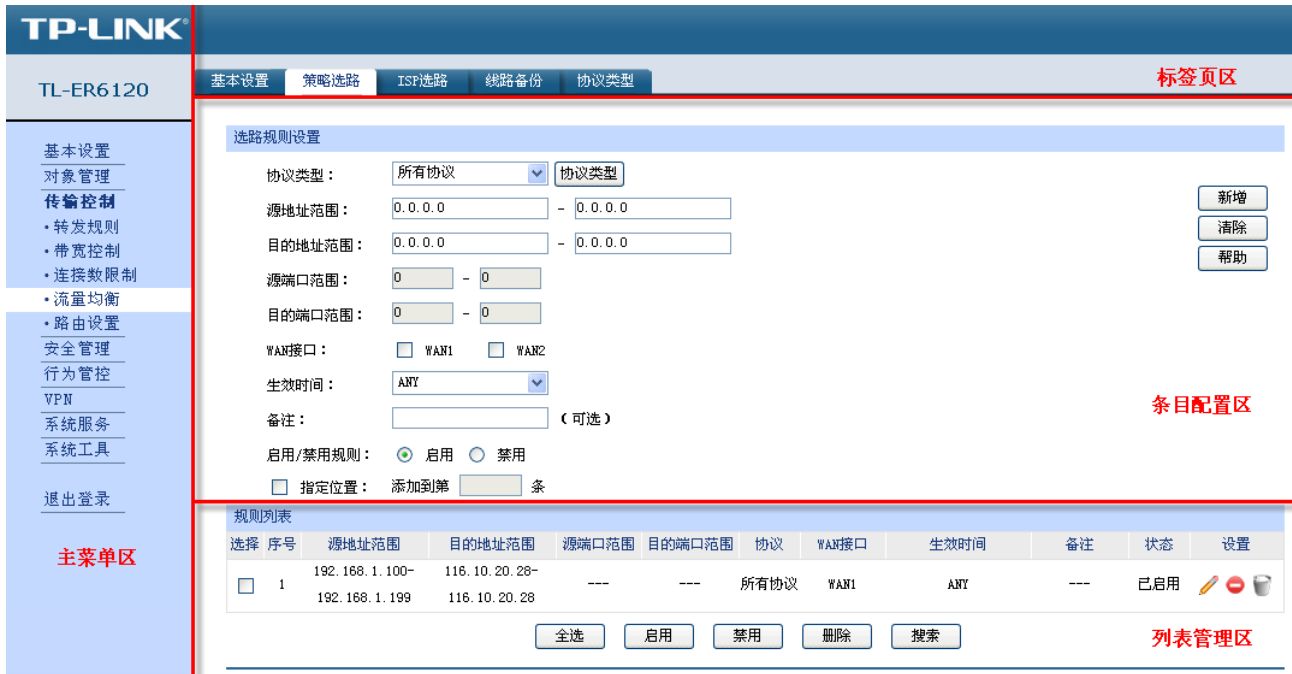 TP-LINK®
TL-ER6120
基本设置 策略选路 ISP选路 线路备份 协议类型
标签页区
基本设置
对象管理
传输控制
•转发规则
•带宽控制
•连接数限制
•流量均衡
•路由设置
安全管理
行为管控
VPN
系统服务
系统工具
退出登录
主菜单区
选路规则设置
协议类型： 所有协议 协议类型
源地址范围： 0.0.0.0 - 0.0.0.0
目的地址范围： 0.0.0.0 - 0.0.0.0
源端口范围： 0 - 0
目的端口范围： 0 - 0
WAN接口： WAN1 WAN2
生效时间： ANY
备注： （可选）
启用/禁用规则： 启用 禁用
指定位置： 添加到第 条
新增
清除
帮助
条目配置区
规则列表
选择 序号 源地址范围 目的地址范围 源端口范围 目的端口范围 协议 WAN接口 生效时间 备注 状态 设置
1 192.168.1.100-192.168.1.199 116.10.20.28-116.10.20.28 --- --- 所有协议 WAN1 ANY --- 已启用
全选 启用 禁用 删除 搜索
列表管理区